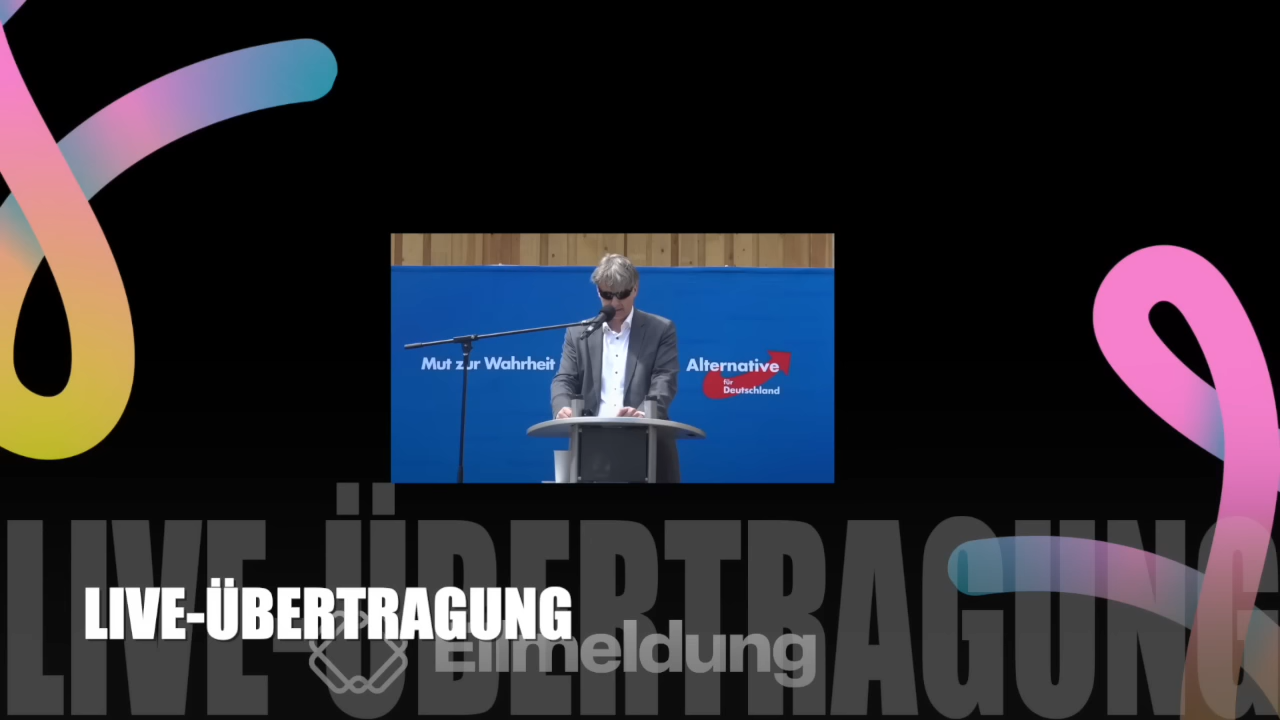 Mut zur Wahrheit
Alternative
für
Deutschland
LIVE-ÜBERTRAGUNG
LIVE-ÜBERTRAGUNG
Eilmeldung